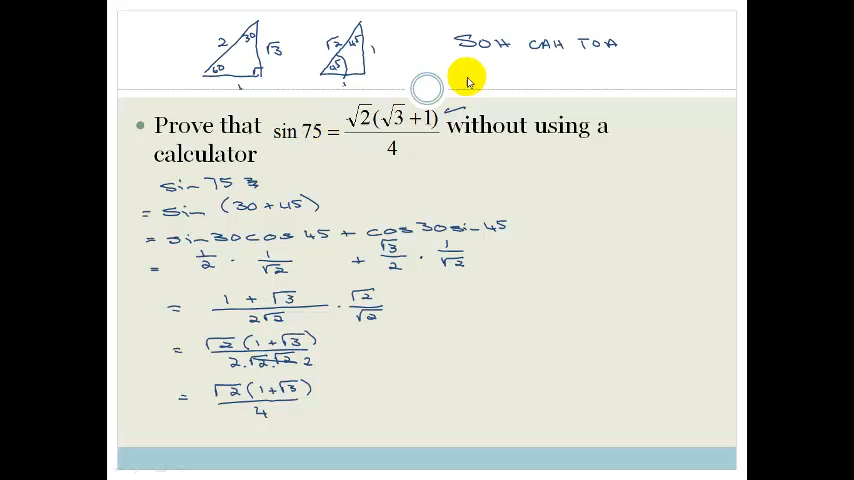 2 30 √3 60 1
√2 45 1 45 1
SOH CAH TOA
Prove that sin 75 = √2(√3 + 1) / 4 without using a
calculator
sin 75
= sin (30 + 45)
= sin 30 cos 45 + cos 30 sin 45
= 1/2 · 1/√2 + √3/2 · 1/√2
= 1 + √3 / 2√2 · √2/√2
= √2 (1 + √3) / 2.√2.√2 2
= √2 (1 + √3) / 4